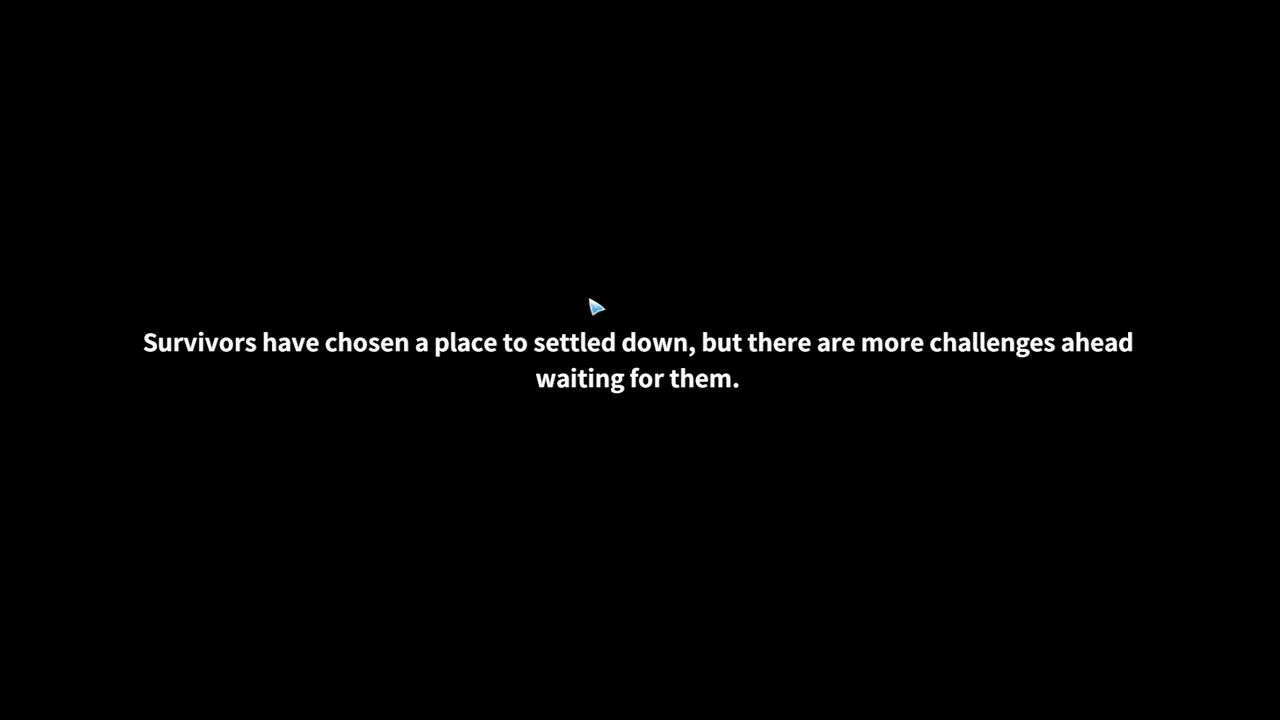 Survivors have chosen a place to settled down, but there are more challenges ahead
waiting for them.